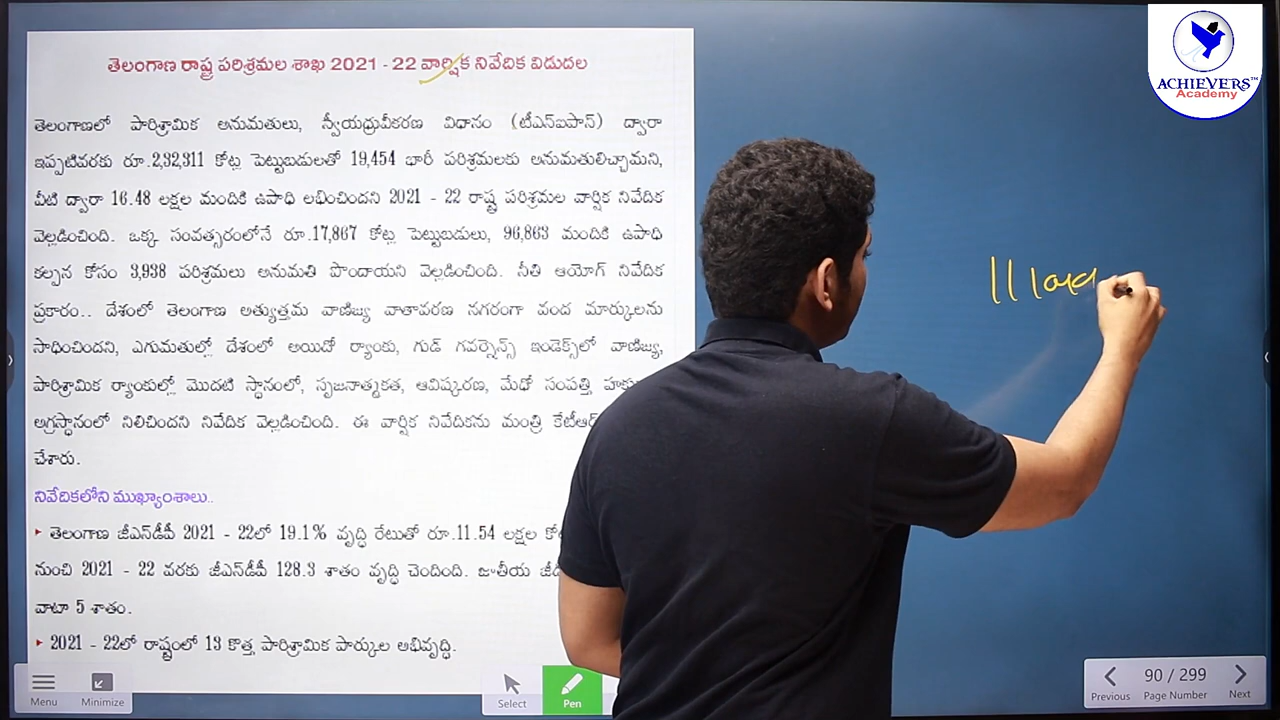 తెలంగాణ రాష్ట్ర పరిశ్రమల శాఖ 2021 - 22 వార్షిక నివేదిక విడుదల
తెలంగాణలో పారిశ్రామిక అనుమతులు, స్వీయధ్రువీకరణ విధానం (టీఎస్ఐపాస్) ద్వారా
ఇప్పటివరకు రూ.2,32,311 కోట్ల పెట్టుబడులతో 19,454 భారీ పరిశ్రమలకు అనుమతులిచ్చామని,
వీటి ద్వారా 16.48 లక్షల మందికి ఉపాధి లభించిందని 2021 - 22 రాష్ట్ర పరిశ్రమల వార్షిక నివేదిక
వెల్లడించింది. ఒక్క సంవత్సరంలోనే రూ.17,867 కోట్ల పెట్టుబడులు, 96,863 మందికి ఉపాధి
కల్పన కోసం 3,938 పరిశ్రమలు అనుమతి పొందాయని వెల్లడించింది. నీతి ఆయోగ్ నివేదిక
ప్రకారం.. దేశంలో తెలంగాణ అత్యుత్తమ వాణిజ్య వాతావరణ నగరంగా వంద మార్కులను
సాధించిందని, ఎగుమతుల్లో దేశంలో అయిదో ర్యాంకు, గుడ్ గవర్నెన్స్ ఇండెక్స్‌లో వాణిజ్య,
పారిశ్రామిక ర్యాంకుల్లో మొదటి స్థానంలో, సృజనాత్మకత, ఆవిష్కరణ, మేథో సంపత్తి
అగ్రస్థానంలో నిలిచిందని నివేదిక వెల్లడించింది. ఈ వార్షిక నివేదికను మంత్రి కేటీఆర్
చేశారు.
నివేదికలోని ముఖ్యాంశాలు..
తెలంగాణ జీఎస్‌డీపీ 2021 - 22లో 19.1% వృద్ధి రేటుతో రూ.11.54 లక్షల
నుంచి 2021 - 22 వరకు జీఎస్‌డీపీ 128.3 శాతం వృద్ధి చెందింది. జాతీయ
వాటా 5 శాతం.
2021 - 22లో రాష్ట్రంలో 13 కొత్త పారిశ్రామిక పార్కుల అభివృద్ధి.
11
ACHIEVERS™
Academy
Menu
Minimize
Select
Pen
Previous
90 / 299
Page Number
Next